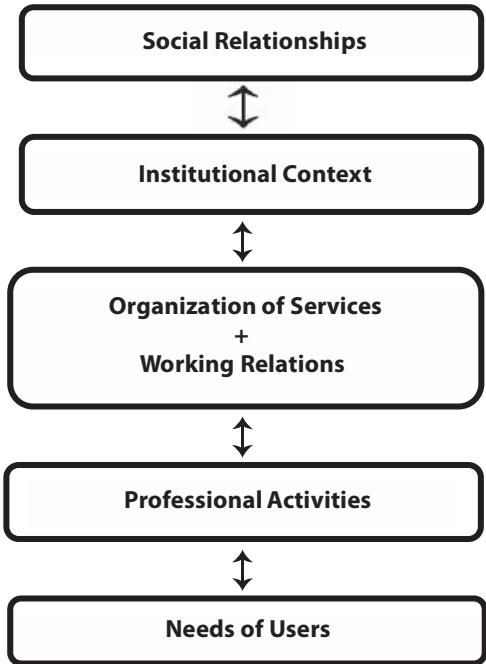 Social Relationships
Institutional Context
Organization of Services
+
Working Relations
Professional Activities
Needs of Users